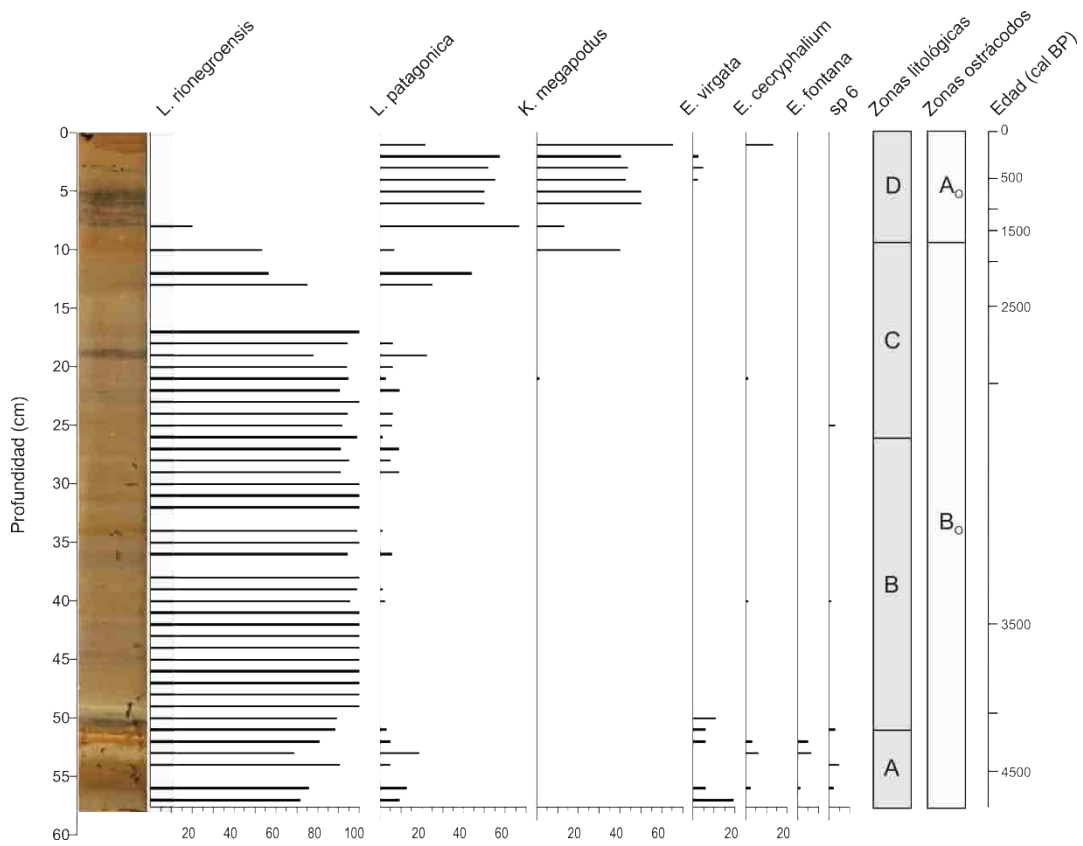 L. rionegroensis
L. patagonica
K. megapodus
E. virgata
E. cecryphalium
E. fontana
sp 6
Zonas litológicas
Zonas ostrácodos
Edad (cal BP)
Profundidad (cm)
0
5
10
15
20
25
30
35
40
45
50
55
60
20 40 60 80 100
20 40 60
20 40 60
20
20
D
C
B
A
Ao
Bo
0
500
1500
2500
3500
4500